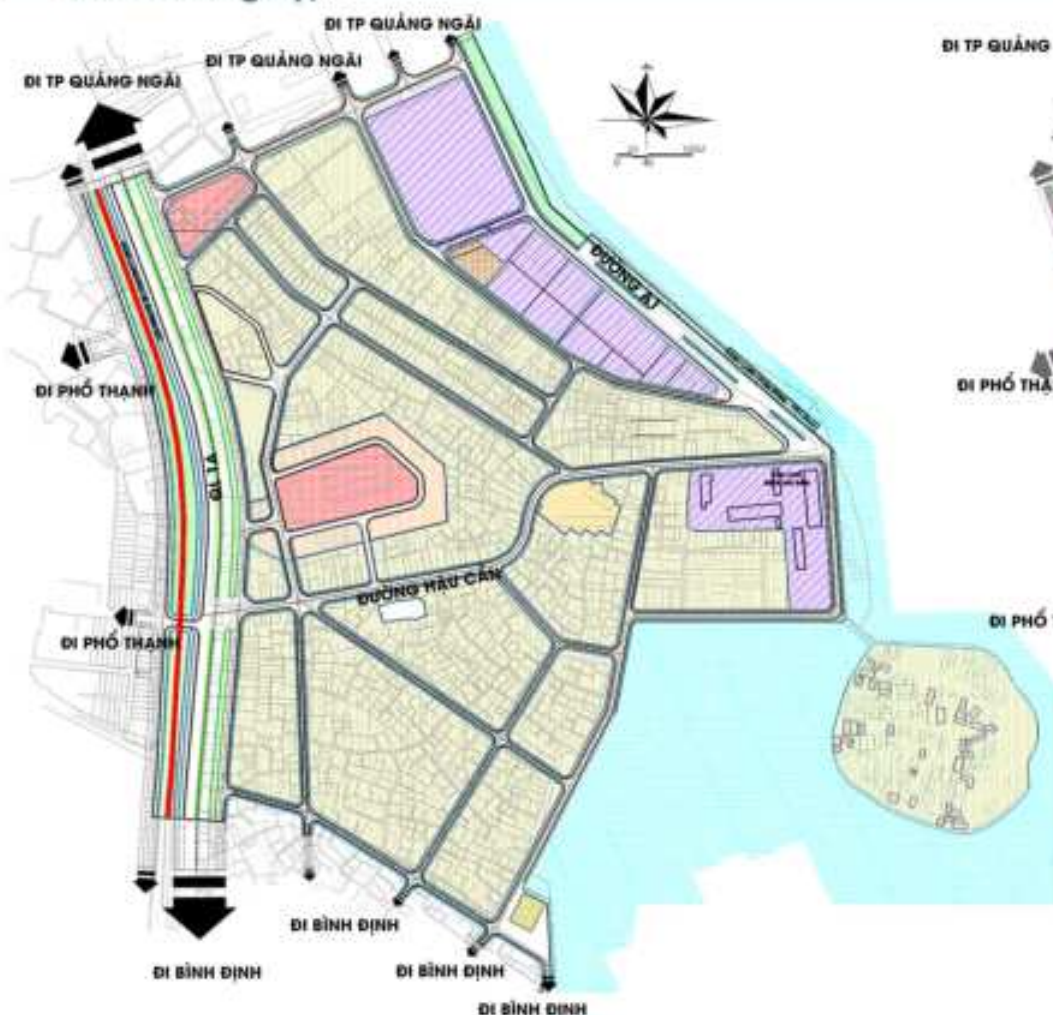 ĐI TP QUẢNG NGÃI
ĐI TP QUẢNG
ĐI TP QUẢNG NGÃI
ĐI TP QUẢNG NGÃI
ĐƯỜNG A1
ĐI PHỔ THẠNH
ĐI PHỔ THẠ
QL 1A
ĐƯỜNG HẬU CẦN
ĐI PHỔ
ĐI PHỔ THẠNH
ĐI BÌNH ĐỊNH
ĐI BÌNH ĐỊNH
ĐI BÌNH ĐỊNH
ĐI BÌNH ĐỊNH